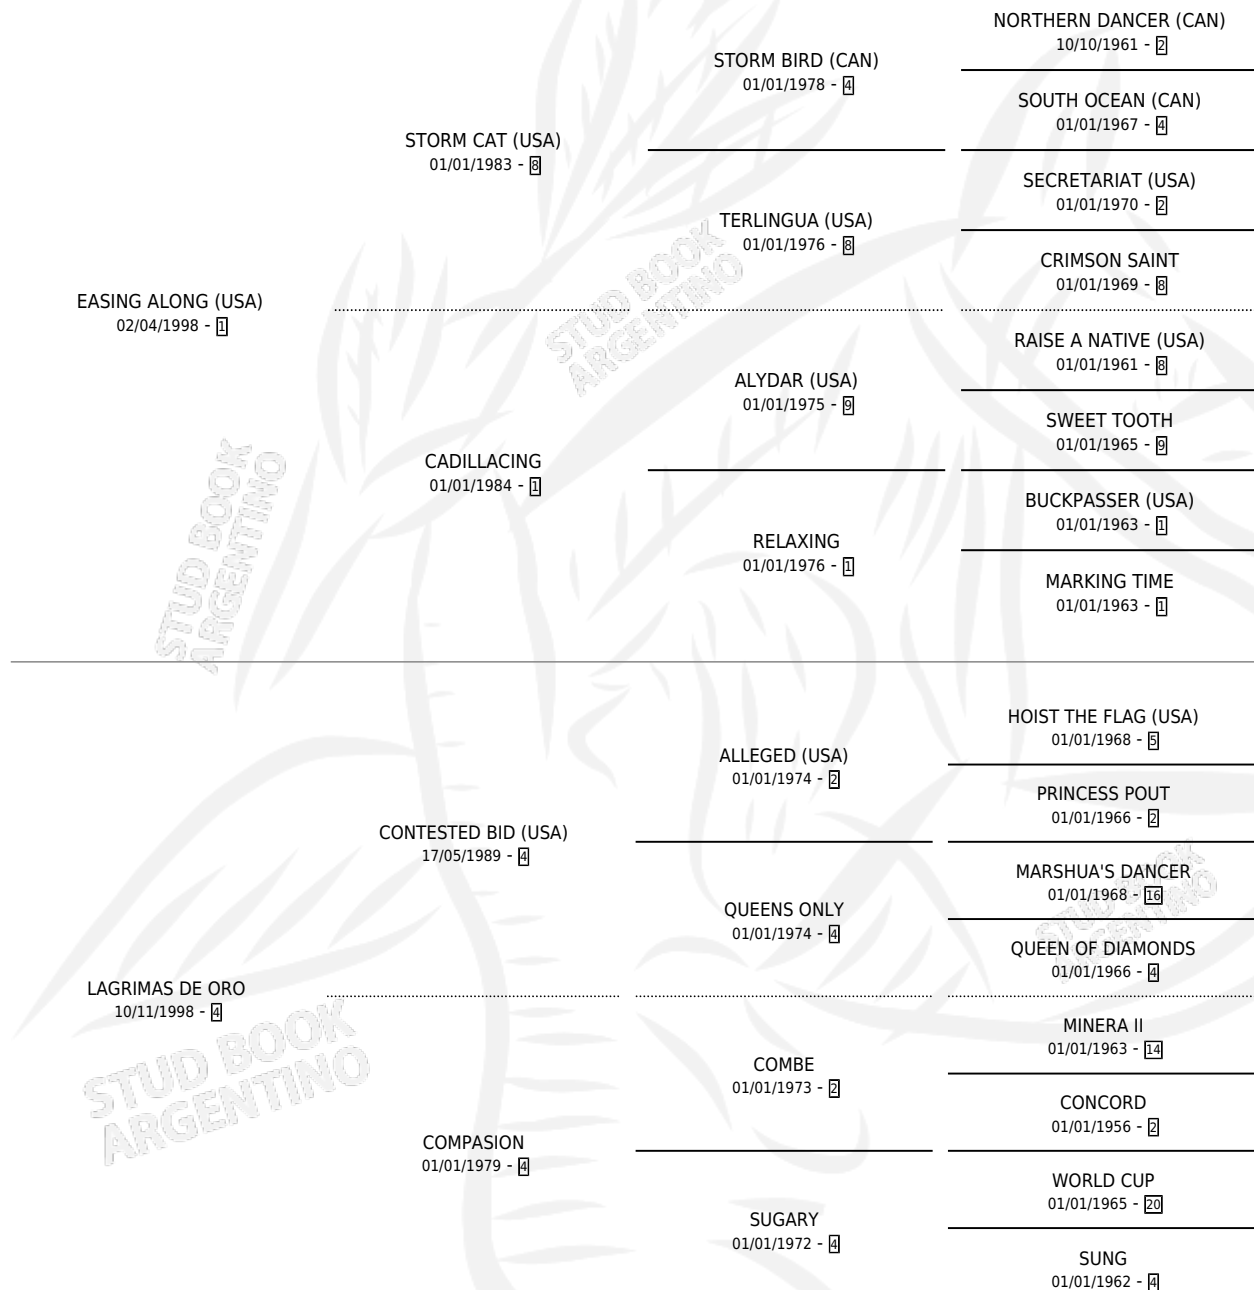 NORTHERN DANCER (CAN)
10/10/1961 - 2
STORM BIRD (CAN)
01/01/1978 - 4
SOUTH OCEAN (CAN)
01/01/1967 - 4
STORM CAT (USA)
01/01/1983 - 8
SECRETARIAT (USA)
01/01/1970 - 2
TERLINGUA (USA)
01/01/1976 - 8
CRIMSON SAINT
01/01/1969 - 8
EASING ALONG (USA)
02/04/1998 - 1
RAISE A NATIVE (USA)
01/01/1961 - 8
ALYDAR (USA)
01/01/1975 - 9
SWEET TOOTH
01/01/1965 - 9
CADILLACING
01/01/1984 - 1
BUCKPASSER (USA)
01/01/1963 - 1
RELAXING
01/01/1976 - 1
MARKING TIME
01/01/1963 - 1
HOIST THE FLAG (USA)
01/01/1968 - 5
ALLEGED (USA)
01/01/1974 - 2
PRINCESS POUT
01/01/1966 - 2
CONTESTED BID (USA)
17/05/1989 - 4
MARSHUA'S DANCER
01/01/1968 - 16
QUEENS ONLY
01/01/1974 - 4
QUEEN OF DIAMONDS
01/01/1966 - 4
LAGRIMAS DE ORO
10/11/1998 - 4
MINERA II
01/01/1963 - 14
COMBE
01/01/1973 - 2
CONCORD
01/01/1956 - 2
COMPASION
01/01/1979 - 4
WORLD CUP
01/01/1965 - 20
SUGARY
01/01/1972 - 4
SUNG
01/01/1962 - 4
STUD BOOK
ARGENTINO
STUD BOOK
ARGENTINO
STUD BOOK
ARGENTINO
STUD BOOK
ARGENTINO